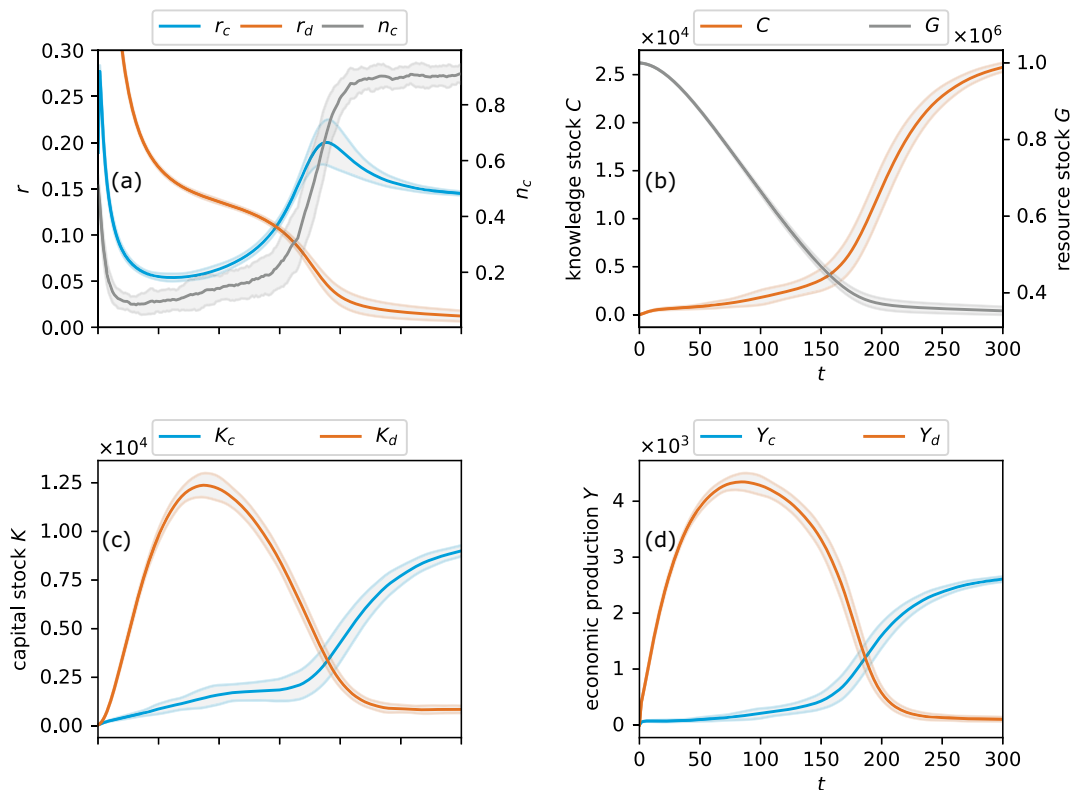 r_c r_d n_c
0.30
0.25
0.20
0.15
0.10
0.05
0.00
r
(a)
0.8
0.6
0.4
0.2
n_c
C G
×10^4
×10^6
2.5
2.0
1.5
1.0
0.5
0.0
knowledge stock C
(b)
1.0
0.8
0.6
0.4
resource stock G
0 50 100 150 200 250 300
t
K_c K_d
×10^4
1.25
1.00
0.75
0.50
0.25
0.00
capital stock K
(c)
Y_c Y_d
×10^3
4
3
2
1
0
economic production Y
(d)
0 50 100 150 200 250 300
t